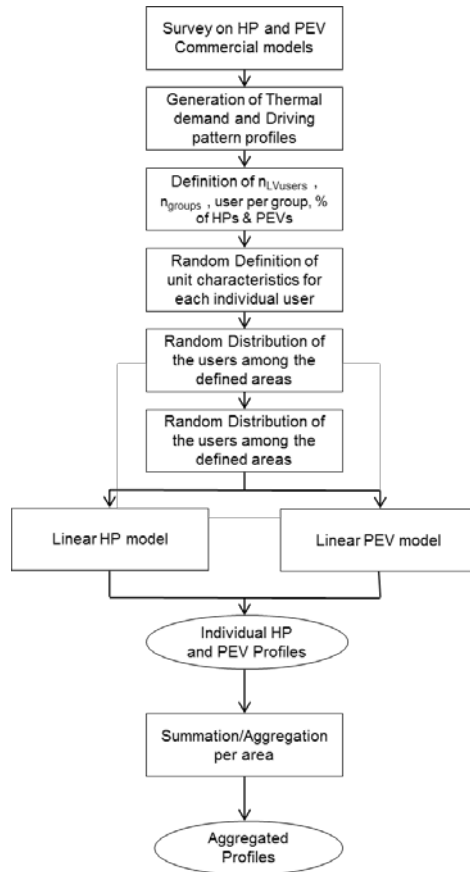 Survey on HP and PEV
Commercial models
Generation of Thermal
demand and Driving
pattern profiles
Definition of nLVusers ,
ngroups , user per group, %
of HPs & PEVs
Random Definition of
unit characteristics for
each individual user
Random Distribution of
the users among the
defined areas
Random Distribution of
the users among the
defined areas
Linear HP model
Linear PEV model
Individual HP
and PEV Profiles
Summation/Aggregation
per area
Aggregated
Profiles